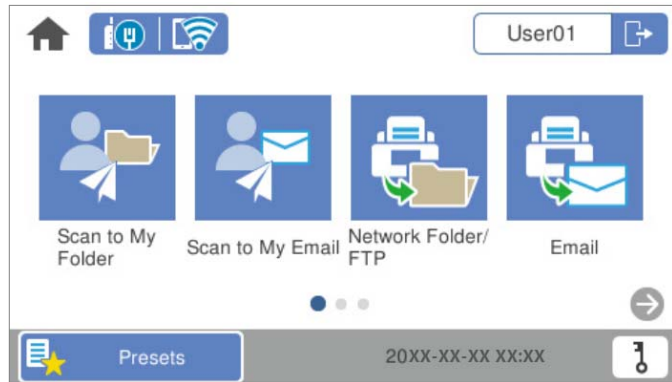 User01
Scan to My
Folder
Scan to My Email
Network Folder/
FTP
Email
Presets
20XX-XX-XX XX:XX